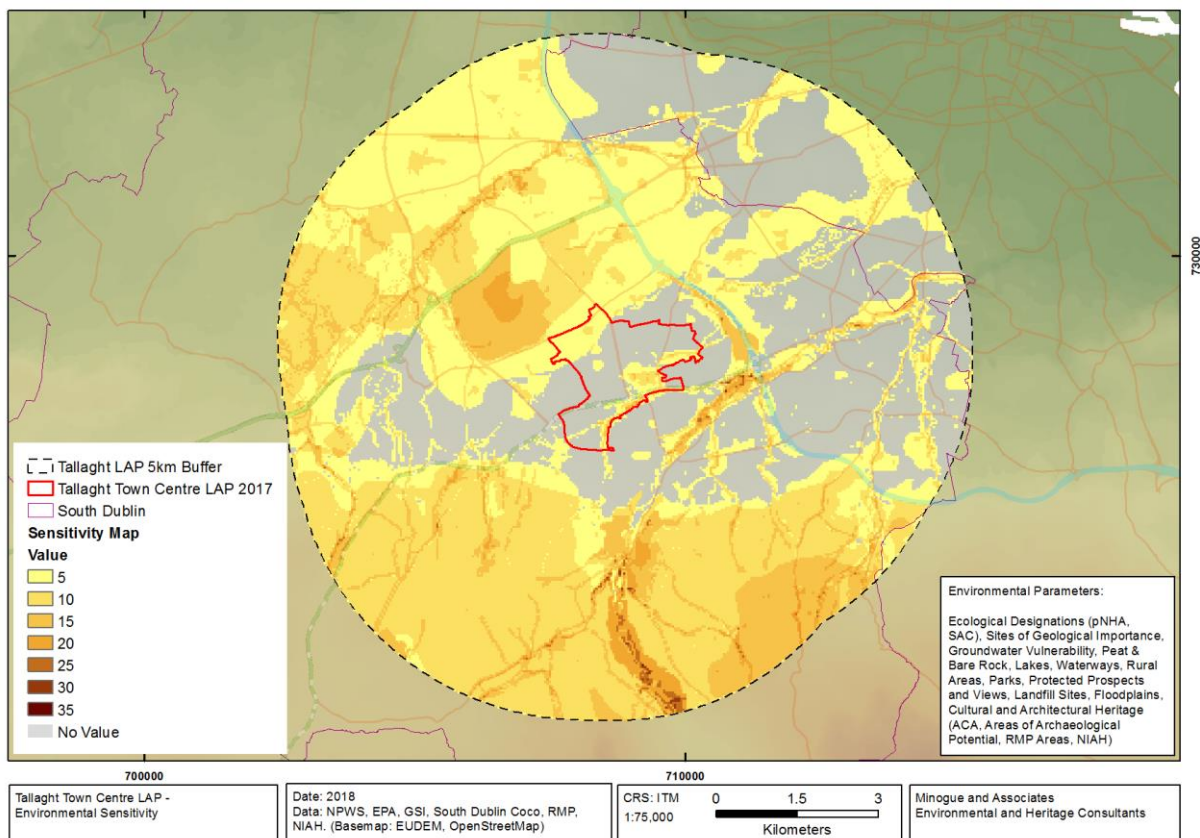 730000
Tallaght LAP 5km Buffer
Tallaght Town Centre LAP 2017
South Dublin
Sensitivity Map
Value
5
10
15
20
25
30
35
No Value
Environmental Parameters:
Ecological Designations (pNHA,
SAC), Sites of Geological Importance,
Groundwater Vulnerability, Peat &
Bare Rock, Lakes, Waterways, Rural
Areas, Parks, Protected Prospects
and Views, Landfill Sites, Floodplains,
Cultural and Architectural Heritage
(ACA, Areas of Archaeological
Potential, RMP Areas, NIAH)
700000
710000
Tallaght Town Centre LAP -
Environmental Sensitivity
Date: 2018
Data: NPWS, EPA, GSI, South Dublin Coco, RMP,
NIAH. (Basemap: EUDEM, OpenStreetMap)
CRS: ITM
1:75,000
0 1.5 3
Kilometers
Minogue and Associates
Environmental and Heritage Consultants